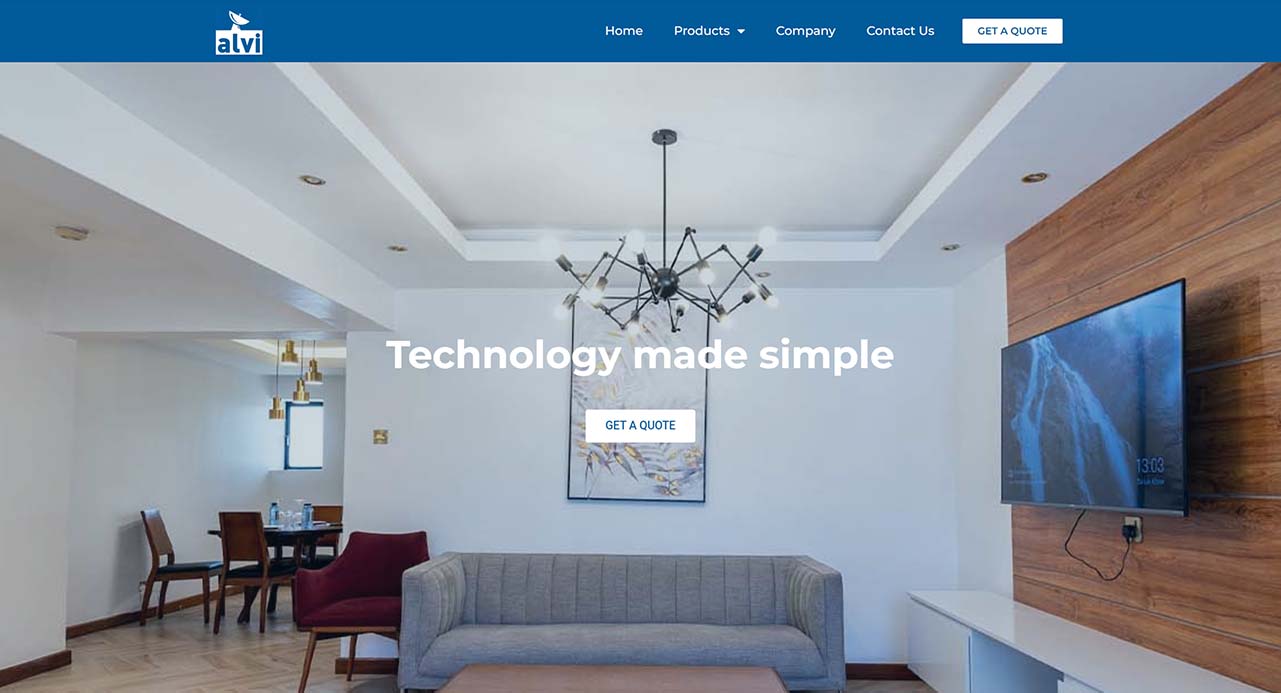 alvi
Home Products Company Contact Us GET A QUOTE
Technology made simple
GET A QUOTE
13:03